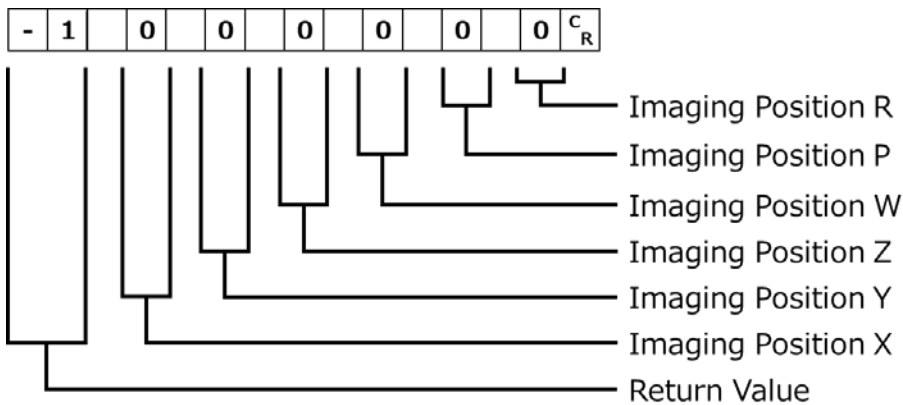 - 1 0 0 0 0 0 0 CR
Imaging Position R
Imaging Position P
Imaging Position W
Imaging Position Z
Imaging Position Y
Imaging Position X
Return Value